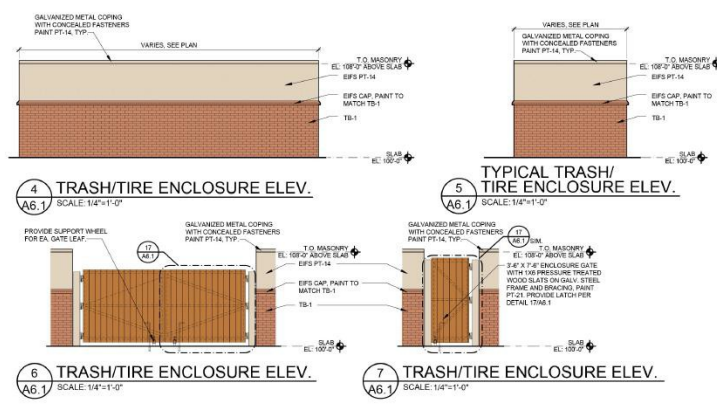 GALVANIZED METAL COPING
WITH CONCEALED FASTENERS
PAINT PT-14, TYP.
VARIES, SEE PLAN
T.O. MASONRY
EL: 108'-0" ABOVE SLAB
EIFS PT-14
EIFS CAP, PAINT TO
MATCH TB-1
TB-1
SLAB
EL: 100'-0"
4
A6.1
TRASH/TIRE ENCLOSURE ELEV.
SCALE: 1/4"=1'-0"
VARIES, SEE PLAN
GALVANIZED METAL COPING
WITH CONCEALED FASTENERS
PAINT PT-14, TYP.
T.O. MASONRY
EL: 108'-0" ABOVE SLAB
EIFS PT-14
EIFS CAP, PAINT TO
MATCH TB-1
TB-1
SLAB
EL: 100'-0"
5
A6.1
TYPICAL TRASH/
TIRE ENCLOSURE ELEV.
SCALE: 1/4"=1'-0"
PROVIDE SUPPORT WHEEL
FOR EA. GATE LEAF.
17
A6.1
GALVANIZED METAL COPING
WITH CONCEALED FASTENERS
PAINT PT-14, TYP.
T.O. MASONRY
EL: 108'-0" ABOVE SLAB
EIFS PT-14
EIFS CAP, PAINT TO
MATCH TB-1
TB-1
SLAB
EL: 100'-0"
6
A6.1
TRASH/TIRE ENCLOSURE ELEV.
SCALE: 1/4"=1'-0"
GALVANIZED METAL COPING
WITH CONCEALED FASTENERS
PAINT PT-14, TYP.
17
A6.1
SIM.
T.O. MASONRY
EL: 108'-0" ABOVE SLAB
3'-6" X 7'-6" ENCLOSURE GATE
WITH 1X6 PRESSURE TREATED
WOOD SLATS ON GALV. STEEL
FRAME AND BRACING, PAINT
PT-21. PROVIDE LATCH PER
DETAIL 17/A6.1
SLAB
EL: 100'-0"
7
A6.1
TRASH/TIRE ENCLOSURE ELEV.
SCALE: 1/4"=1'-0"